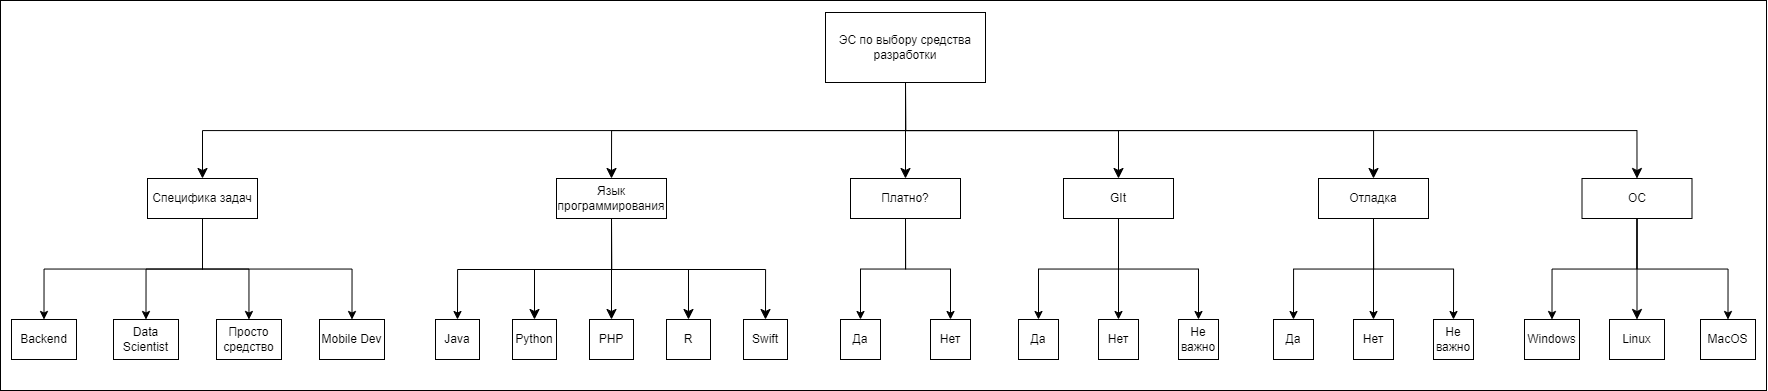 ЭС по выбору средства
разработки
Специфика задач
Язык
программирования
Платно?
GIt
Отладка
ОС
Backend
Data
Scientist
Просто
средство
Mobile Dev
Java
Python
PHP
R
Swift
Да
Нет
Да
Нет
Не
важно
Да
Нет
Не
важно
Windows
Linux
MacOS